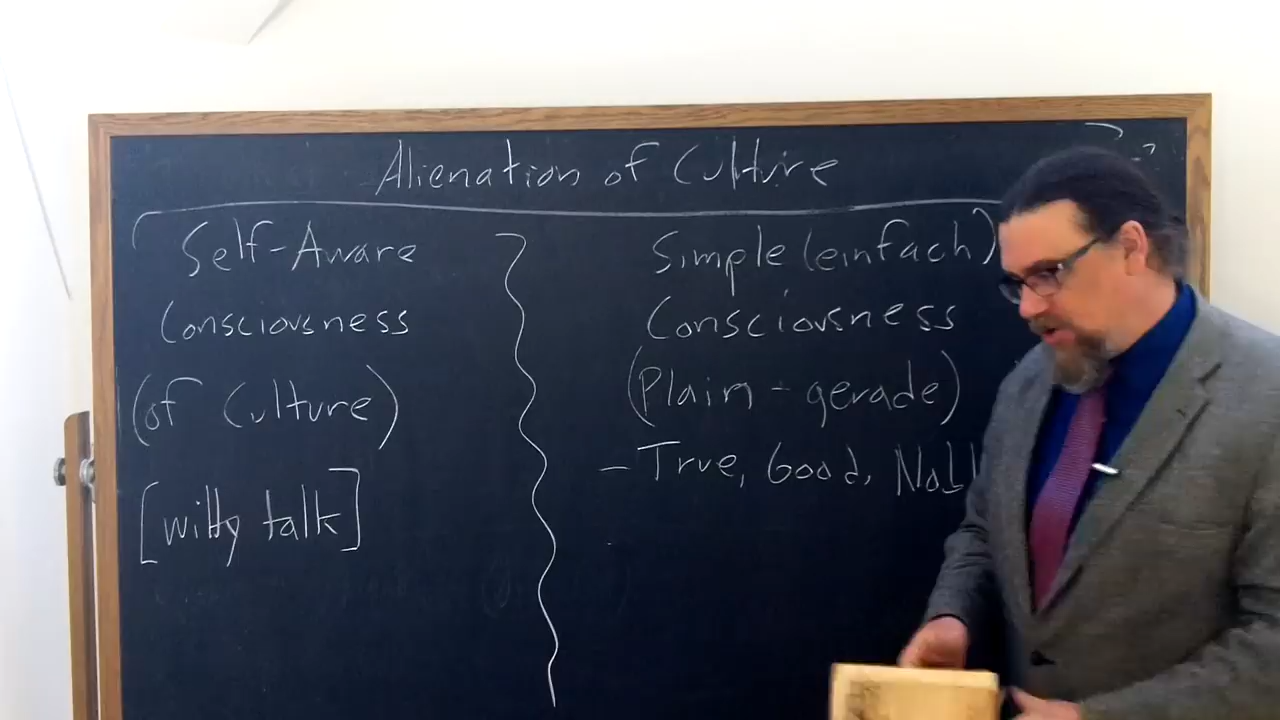 Alienation of Culture
Self-Aware
Consciousness
(of Culture)
[witty talk]
Simple (einfach)
Consciousness
(Plain - gerade)
- True, Good,